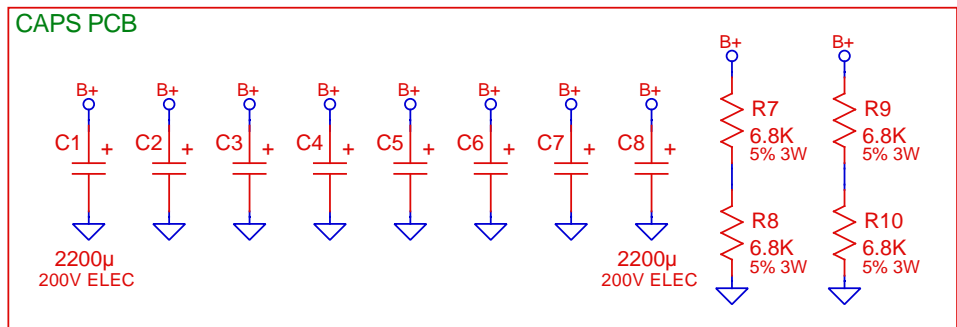 CAPS PCB
B+ B+ B+ B+ B+ B+ B+ B+ B+ B+
C1 + C2 + C3 + C4 + C5 + C6 + C7 + C8 +
R7
6.8K
5% 3W
R9
6.8K
5% 3W
R8
6.8K
5% 3W
R10
6.8K
5% 3W
2200µ
200V ELEC
2200µ
200V ELEC